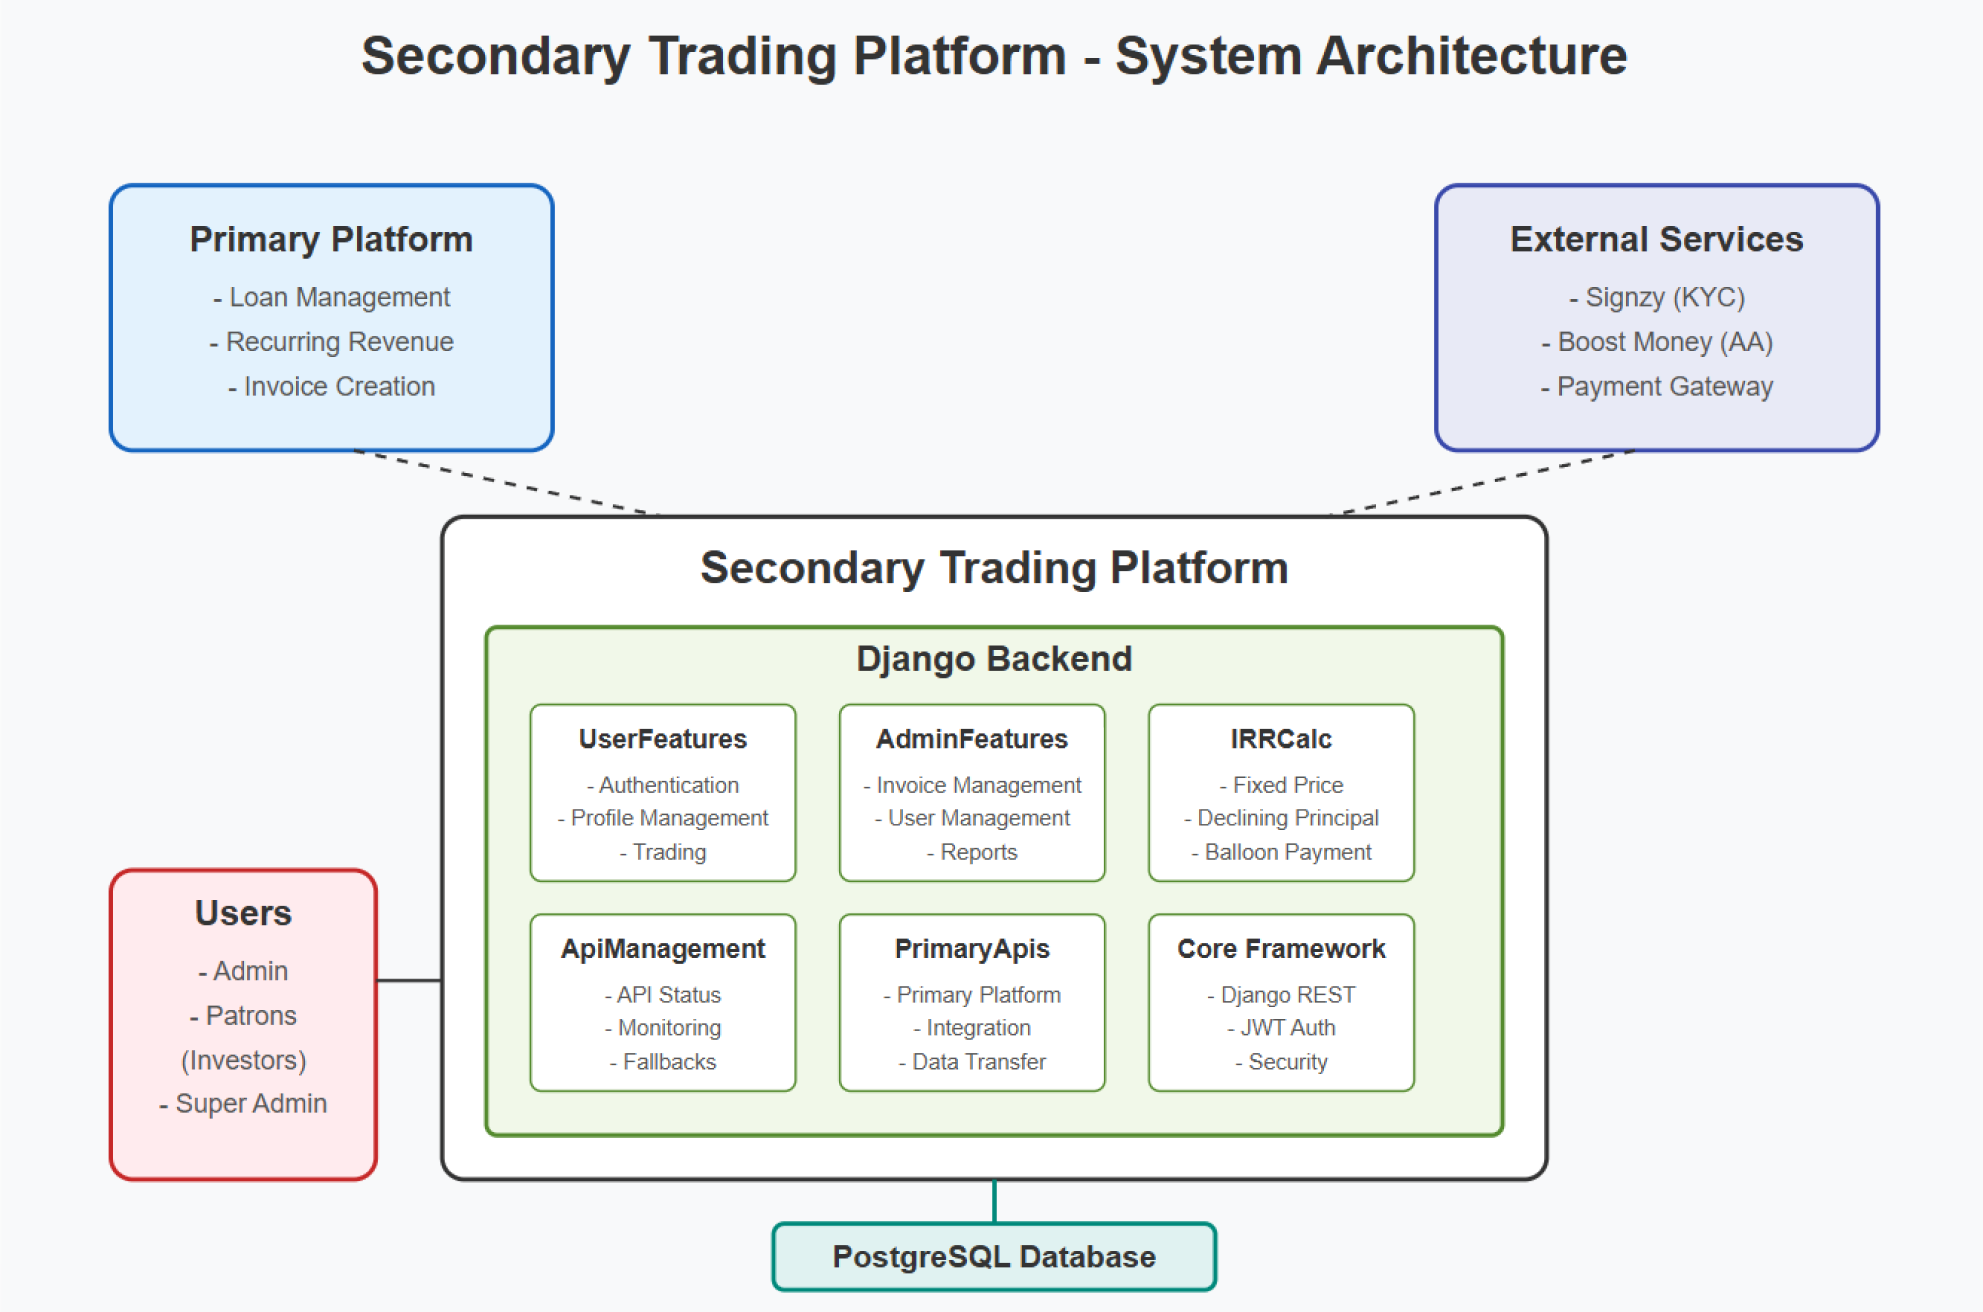 Secondary Trading Platform - System Architecture
Primary Platform
- Loan Management
- Recurring Revenue
- Invoice Creation
External Services
- Signzy (KYC)
- Boost Money (AA)
- Payment Gateway
Secondary Trading Platform
Django Backend
UserFeatures
- Authentication
- Profile Management
- Trading
AdminFeatures
- Invoice Management
- User Management
- Reports
IRRCalc
- Fixed Price
- Declining Principal
- Balloon Payment
ApiManagement
- API Status
- Monitoring
- Fallbacks
PrimaryApis
- Primary Platform
- Integration
- Data Transfer
Core Framework
- Django REST
- JWT Auth
- Security
Users
- Admin
- Patrons
(Investors)
- Super Admin
PostgreSQL Database